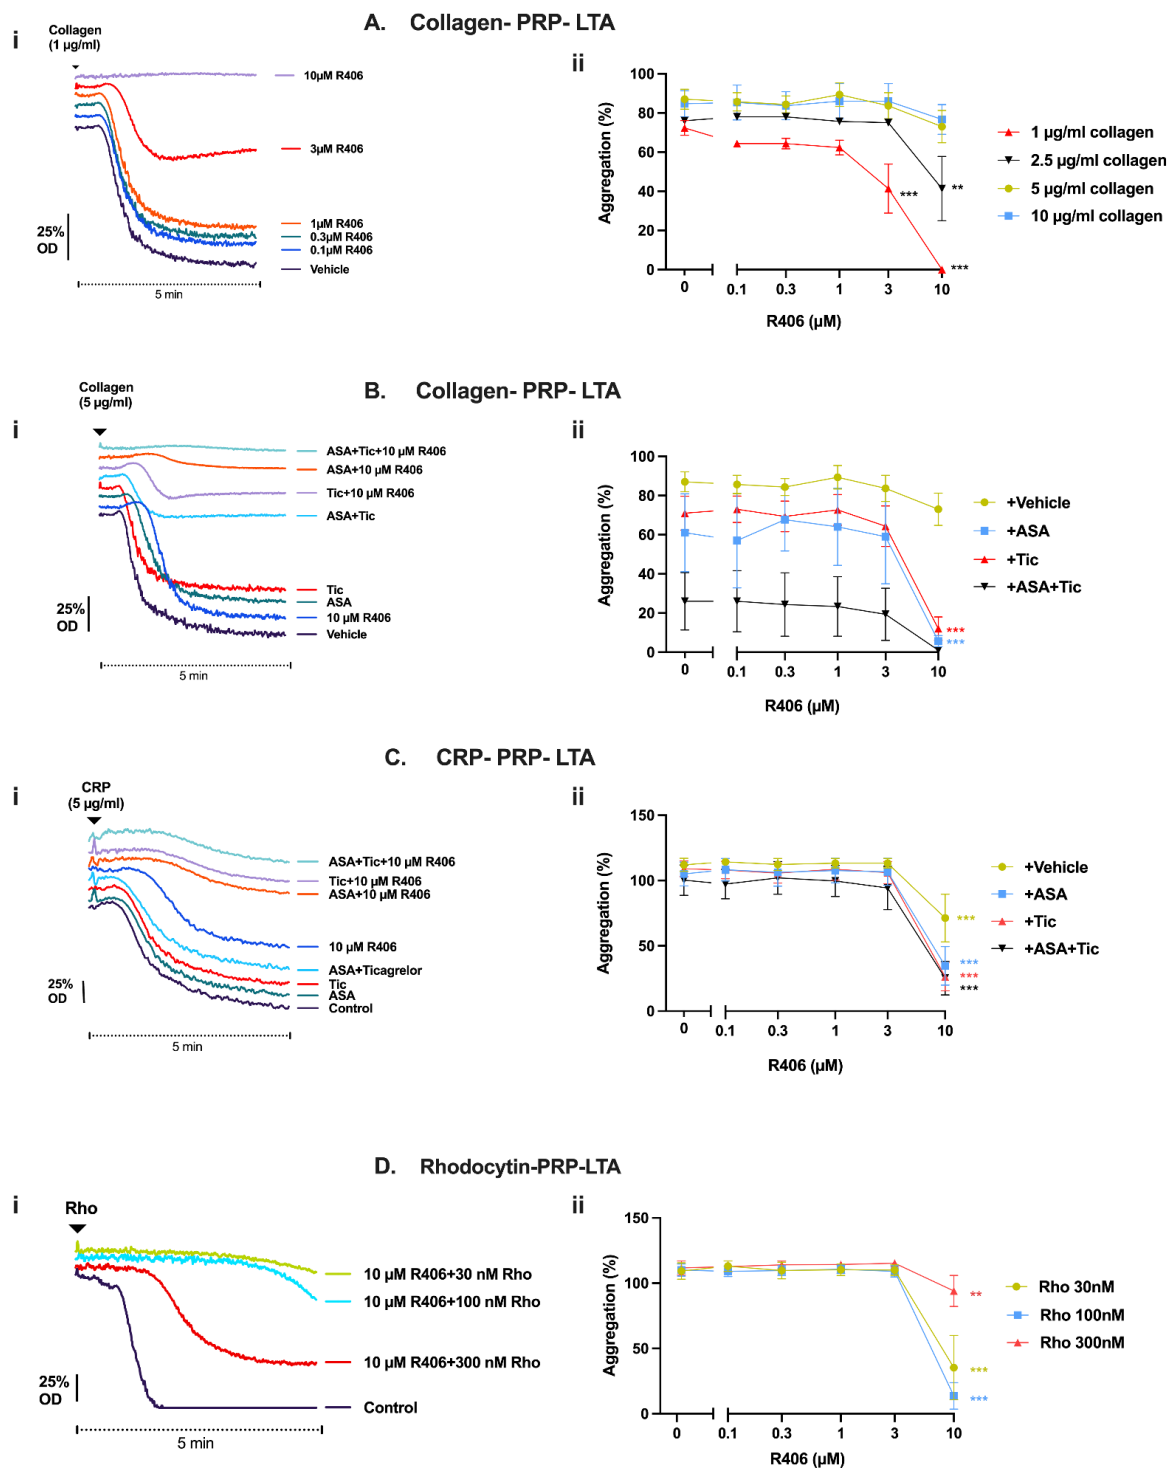 A. Collagen- PRP- LTA
i
Collagen
(1 µg/ml)
10µM R406
3µM R406
1µM R406
0.3µM R406
0.1µM R406
Vehicle
25%
OD
5 min
ii
Aggregation (%)
100
80
60
40
20
0
***
**
***
0
0.1
0.3
1
3
10
R406 (µM)
1 µg/ml collagen
2.5 µg/ml collagen
5 µg/ml collagen
10 µg/ml collagen
B. Collagen- PRP- LTA
i
Collagen
(5 µg/ml)
ASA+Tic+10 µM R406
ASA+10 µM R406
Tic+10 µM R406
ASA+Tic
Tic
ASA
10 µM R406
Vehicle
25%
OD
5 min
ii
Aggregation (%)
100
80
60
40
20
0
***
***
0
0.1
0.3
1
3
10
R406 (µM)
+Vehicle
+ASA
+Tic
+ASA+Tic
C. CRP- PRP- LTA
i
CRP
(5 µg/ml)
ASA+Tic+10 µM R406
Tic+10 µM R406
ASA+10 µM R406
10 µM R406
ASA+Ticagrelor
Tic
ASA
Control
25%
OD
5 min
ii
Aggregation (%)
150
100
50
0
***
***
***
***
0
0.1
0.3
1
3
10
R406 (µM)
+Vehicle
+ASA
+Tic
+ASA+Tic
D. Rhodocytin-PRP-LTA
i
Rho
10 µM R406+30 nM Rho
10 µM R406+100 nM Rho
10 µM R406+300 nM Rho
Control
25%
OD
5 min
ii
Aggregation (%)
150
100
50
0
**
***
***
0
0.1
0.3
1
3
10
R406 (µM)
Rho 30nM
Rho 100nM
Rho 300nM